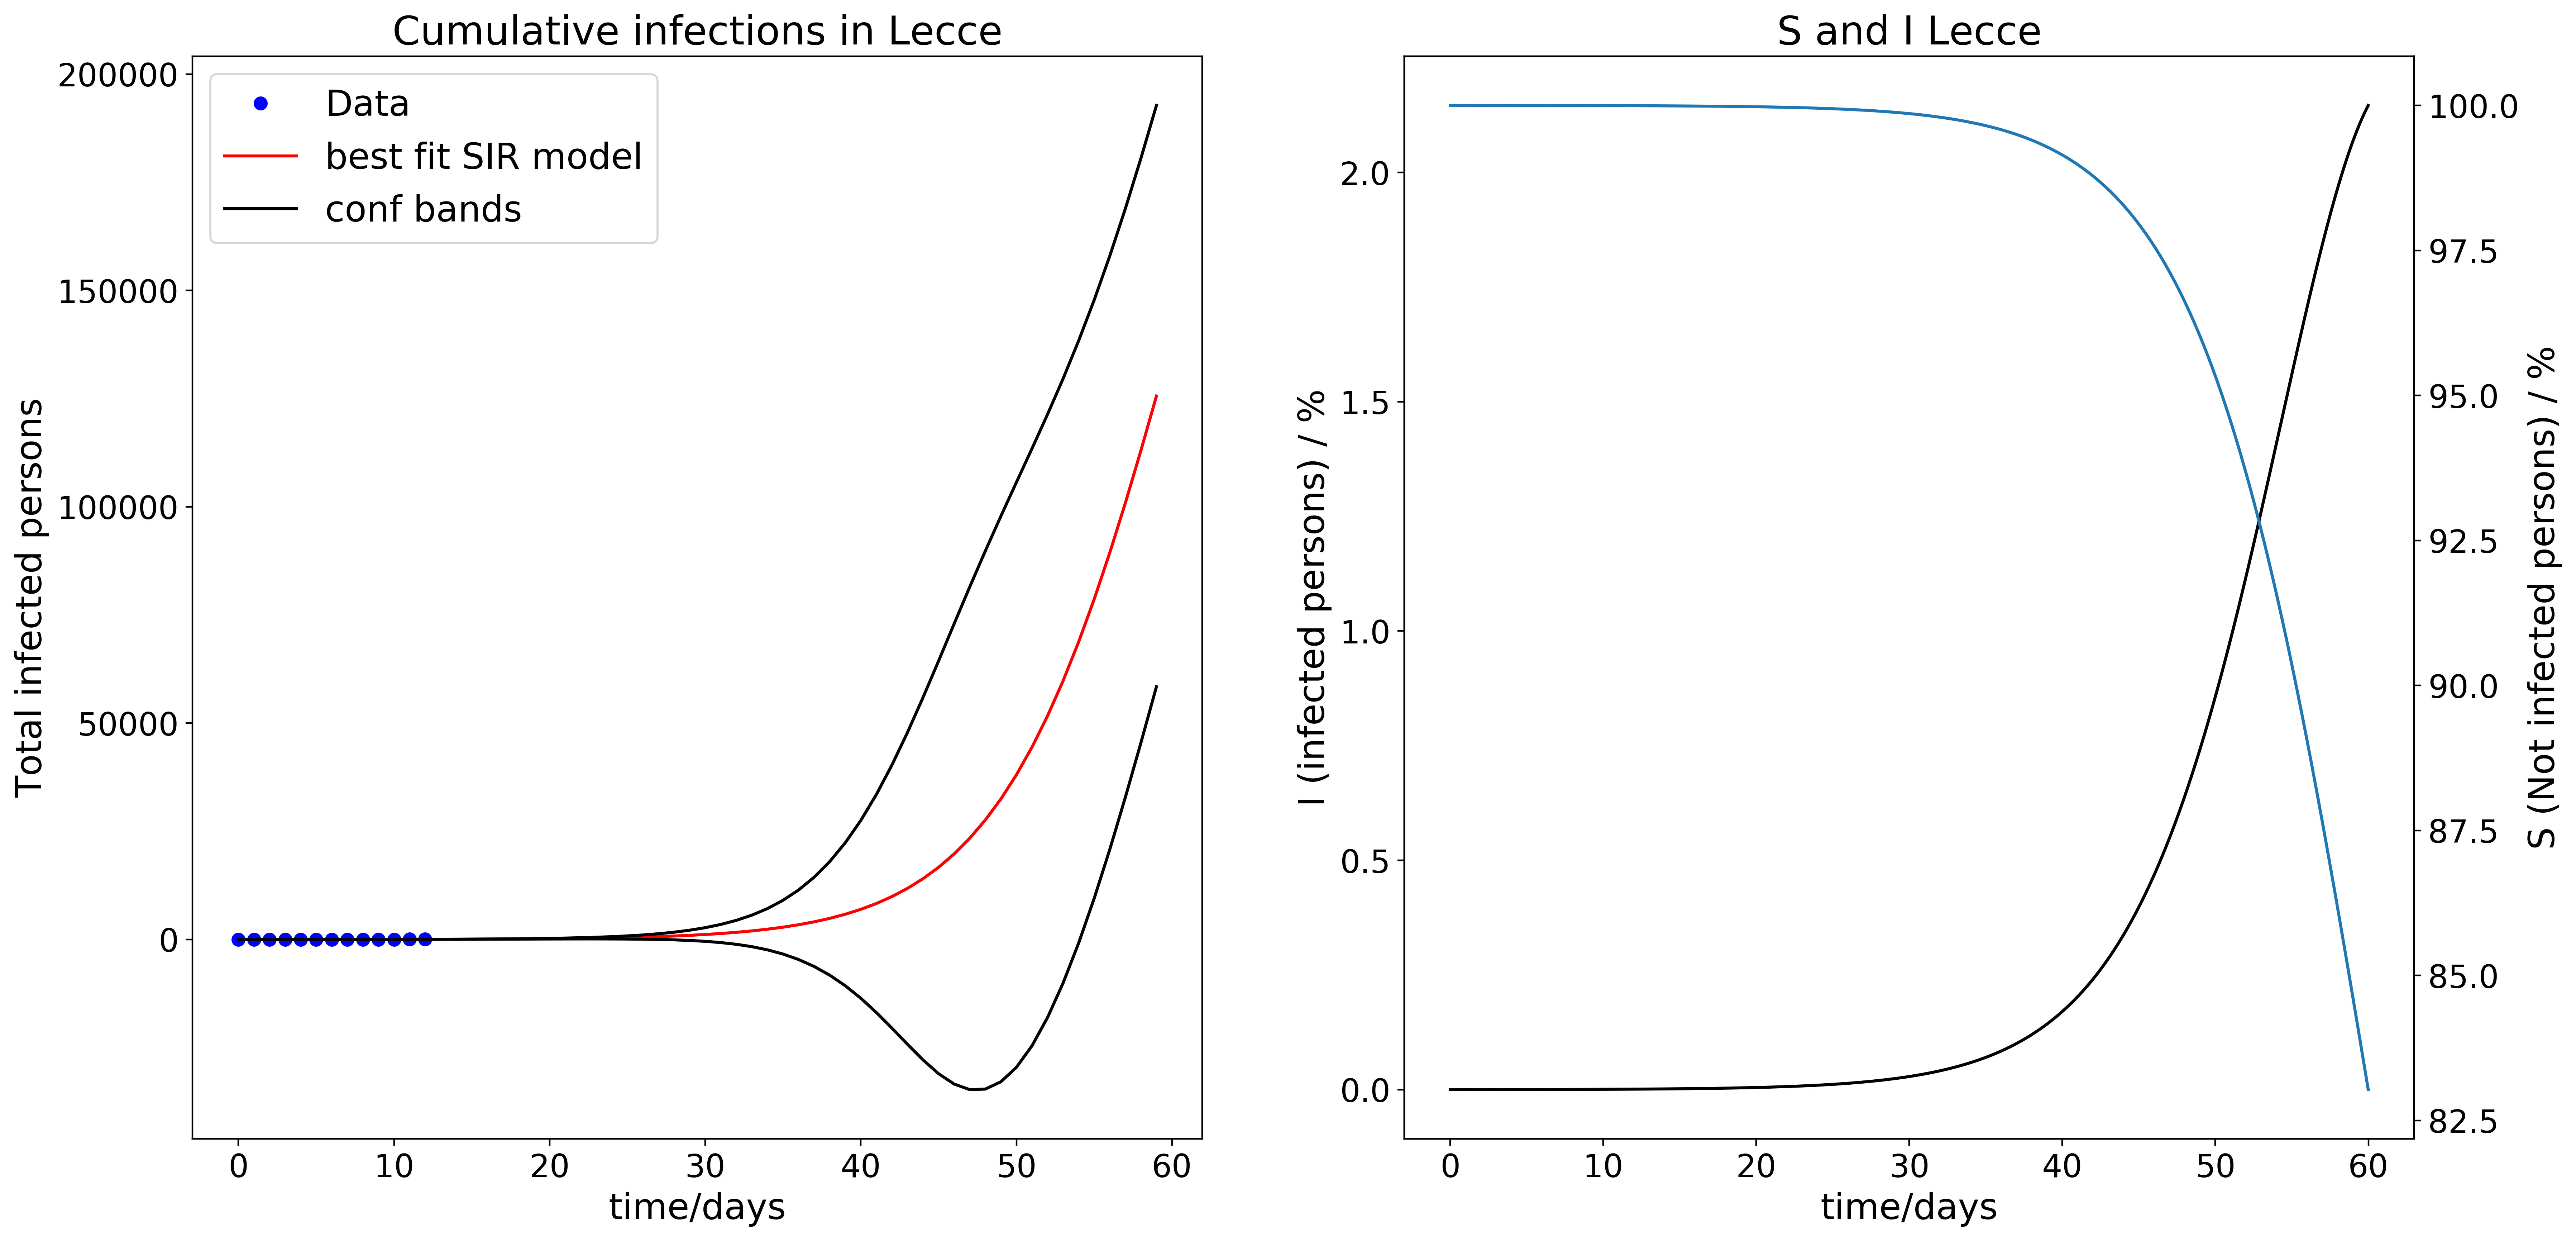 Cumulative infections in Lecce
200000
150000
100000
50000
0
Total infected persons
Data
best fit SIR model
conf bands
0 10 20 30 40 50 60
time/days
S and I Lecce
2.0
1.5
1.0
0.5
0.0
I (infected persons) / %
100.0
97.5
95.0
92.5
90.0
87.5
85.0
82.5
S (Not infected persons) / %
0 10 20 30 40 50 60
time/days